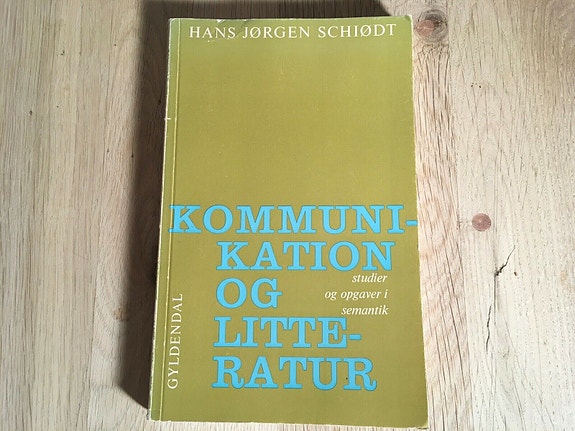 HANS JØRGEN SCHIØDT
KOMMUNI-
KATION
OG
LITTE-
RATUR
studier
og opgaver i
semantik
GYLDENDAL